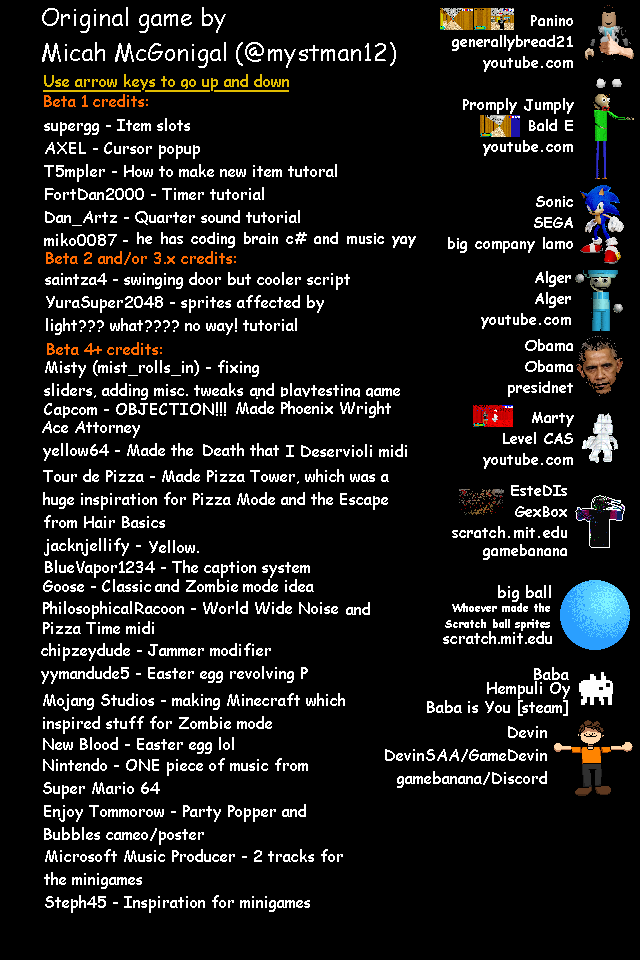 Original game by
Micah McGonigal (@mystman12)
Use arrow keys to go up and down
Beta 1 credits:
supergg - Item slots
AXEL - Cursor popup
T5mpler - How to make new item tutoral
FortDan2000 - Timer tutorial
Dan_Artz - Quarter sound tutorial
miko0087 - he has coding brain c# and music yay
Beta 2 and/or 3.x credits:
saintza4 - swinging door but cooler script
YuraSuper2048 - sprites affected by
light??? what???? no way! tutorial
Beta 4+ credits:
Misty (mist_rolls_in) - fixing
sliders, adding misc. tweaks and playtesting game
Capcom - OBJECTION!!! Made Phoenix Wright
Ace Attorney
yellow64 - Made the Death that I Deservioli midi
Tour de Pizza - Made Pizza Tower, which was a
huge inspiration for Pizza Mode and the Escape
from Hair Basics
jacknjellify - Yellow.
BlueVapor1234 - The caption system
Goose - Classic and Zombie mode idea
PhilosophicalRacoon - World Wide Noise and
Pizza Time midi
chipzeydude - Jammer modifier
yymandude5 - Easter egg revolving P
Mojang Studios - making Minecraft which
inspired stuff for Zombie mode
New Blood - Easter egg lol
Nintendo - ONE piece of music from
Super Mario 64
Enjoy Tommorow - Party Popper and
Bubbles cameo/poster
Microsoft Music Producer - 2 tracks for
the minigames
Steph45 - Inspiration for minigames
Panino
generallybread21
youtube.com
Promply Jumply
Bald E
youtube.com
Sonic
SEGA
big company lamo
Alger
Alger
youtube.com
Obama
Obama
presidnet
Marty
Level CAS
youtube.com
EsteDIs
GexBox
scratch.mit.edu
gamebanana
big ball
Whoever made the
Scratch ball sprites
scratch.mit.edu
Baba
Hempuli Oy
Baba is You [steam]
Devin
DevinSAA/GameDevin
gamebanana/Discord